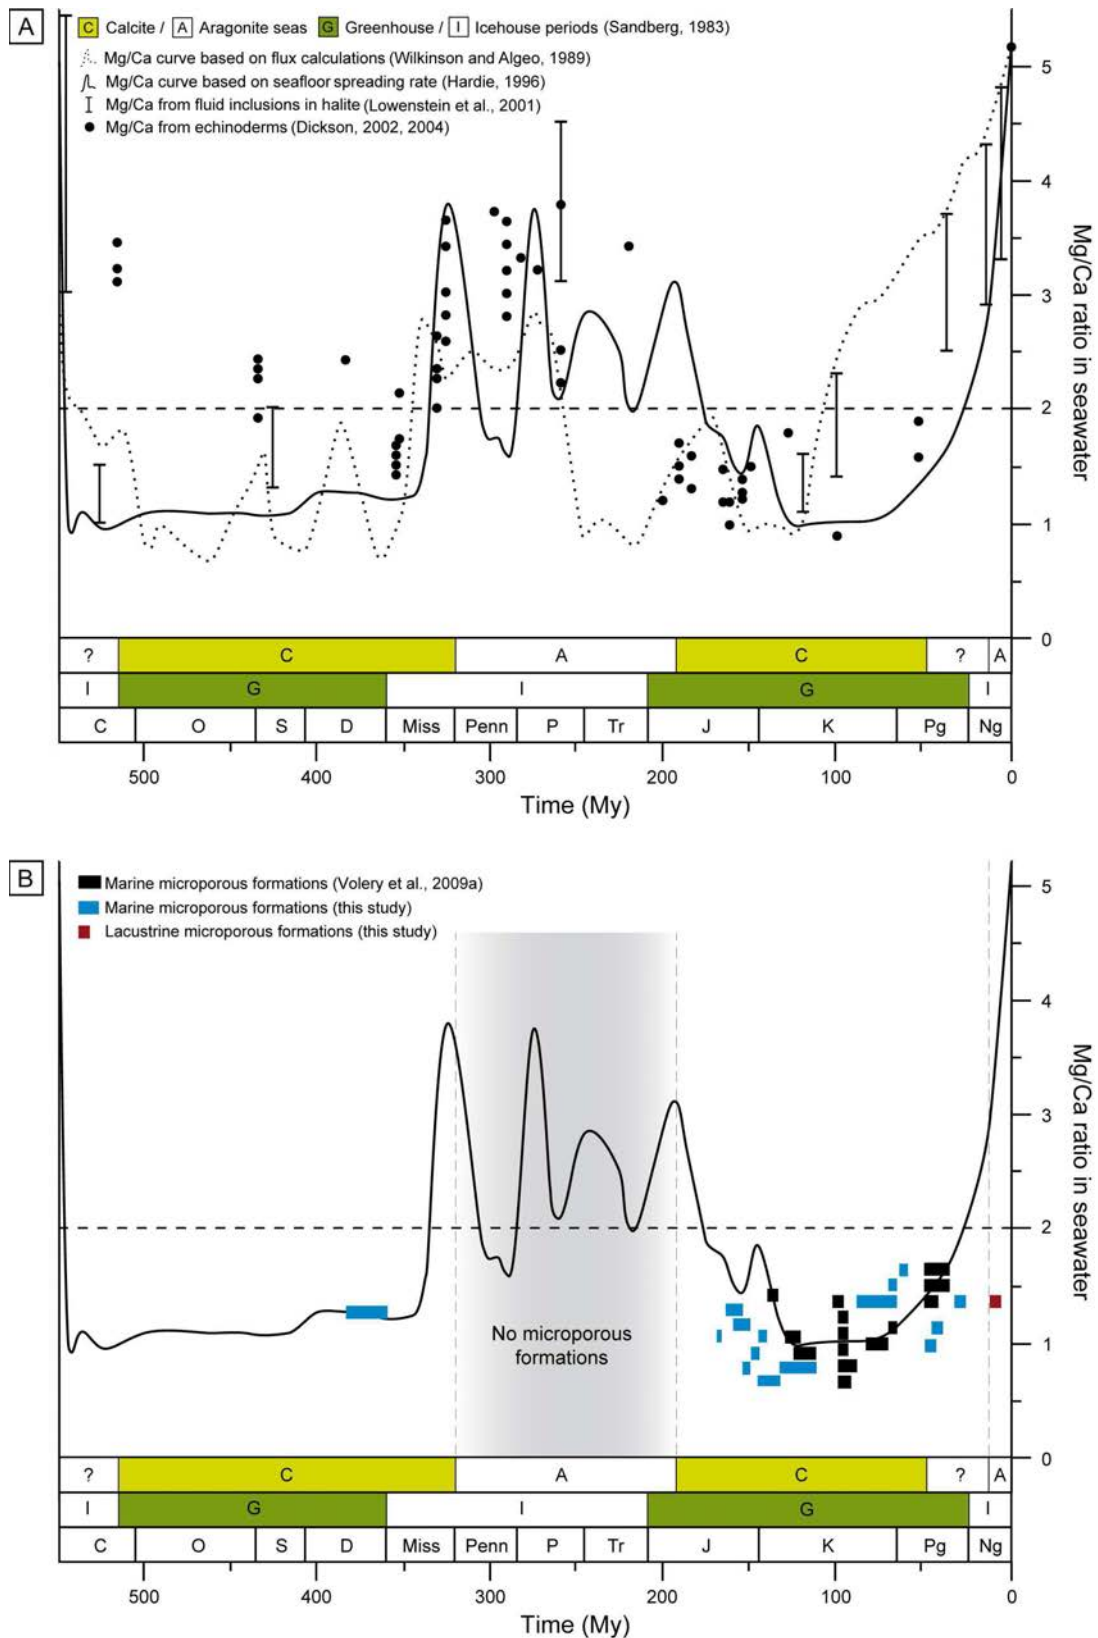 A
C Calcite / A Aragonite seas G Greenhouse / I Icehouse periods (Sandberg, 1983)
Mg/Ca curve based on flux calculations (Wilkinson and Algeo, 1989)
Mg/Ca curve based on seafloor spreading rate (Hardie, 1996)
Mg/Ca from fluid inclusions in halite (Lowenstein et al., 2001)
Mg/Ca from echinoderms (Dickson, 2002, 2004)
5
4
3
2
1
0
Mg/Ca ratio in seawater
? C A C ? A
I G I G I
C O S D Miss Penn P Tr J K Pg Ng
500 400 300 200 100 0
Time (My)
B
Marine microporous formations (Volery et al., 2009a)
Marine microporous formations (this study)
Lacustrine microporous formations (this study)
5
4
3
2
1
0
Mg/Ca ratio in seawater
No microporous
formations
? C A C ? A
I G I G I
C O S D Miss Penn P Tr J K Pg Ng
500 400 300 200 100 0
Time (My)